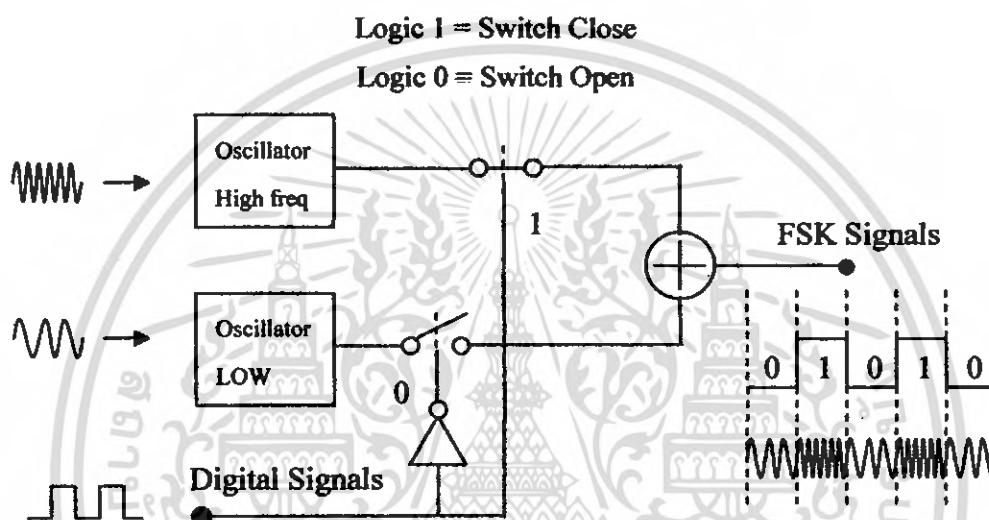 Logic 1 = Switch Close
Logic 0 = Switch Open
Oscillator
High freq
1
FSK Signals
Oscillator
LOW
0
0 1 0 1 0
Digital Signals